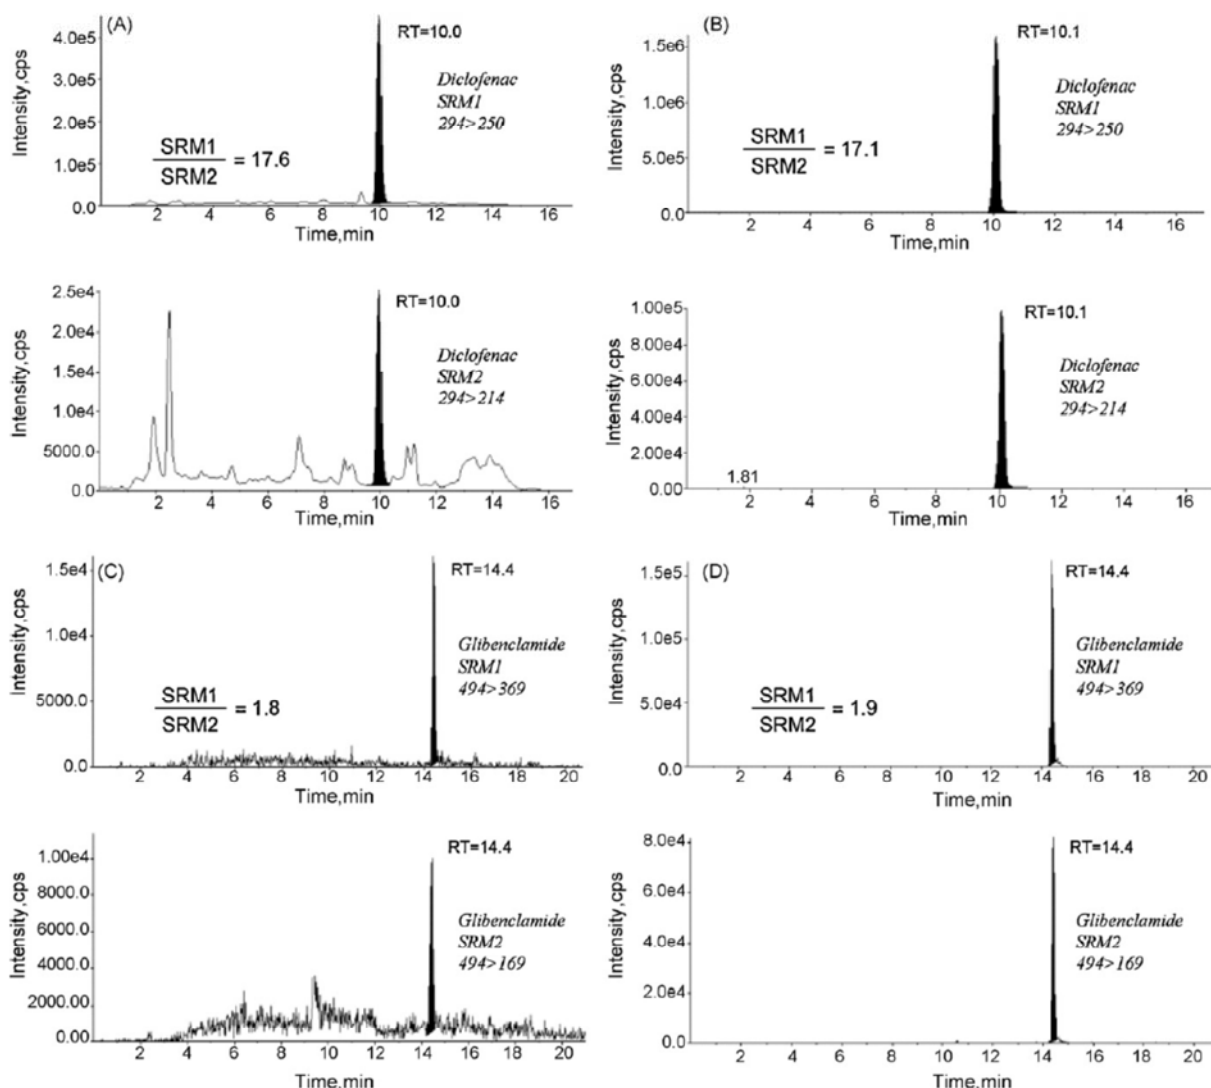 (A)
Intensity,cps
4.0e5
3.0e5
2.0e5
1.0e5
0.0
RT=10.0
Diclofenac
SRM1
294>250
SRM1
SRM2
= 17.6
2 4 6 8 10 12 14 16
Time,min
(B)
Intensity,cps
1.5e6
1.0e6
5.0e5
0.0
RT=10.1
Diclofenac
SRM1
294>250
SRM1
SRM2
= 17.1
2 4 6 8 10 12 14 16
Time,min
Intensity,cps
2.5e4
2.0e4
1.5e4
1.0e4
5000.0
0.0
RT=10.0
Diclofenac
SRM2
294>214
2 4 6 8 10 12 14 16
Time,min
Intensity,cps
1.00e5
8.00e4
6.00e4
4.00e4
2.00e4
0.00
1.81
RT=10.1
Diclofenac
SRM2
294>214
2 4 6 8 10 12 14 16
Time,min
(C)
Intensity,cps
1.5e4
1.0e4
5000.0
0.0
RT=14.4
Glibenclamide
SRM1
494>369
SRM1
SRM2
= 1.8
2 4 6 8 10 12 14 16 18 20
Time,min
(D)
Intensity,cps
1.5e5
1.0e5
5.0e4
0.0
RT=14.4
Glibenclamide
SRM1
494>369
SRM1
SRM2
= 1.9
2 4 6 8 10 12 14 16 18 20
Time,min
Intensity,cps
1.00e4
8000.0
6000.0
4000.0
2000.00
0.00
RT=14.4
Glibenclamide
SRM2
494>169
2 4 6 8 10 12 14 16 18 20
Time,min
Intensity,cps
8.0e4
6.0e4
4.0e4
2.0e4
0.0
RT=14.4
Glibenclamide
SRM2
494>169
2 4 6 8 10 12 14 16 18 20
Time,min